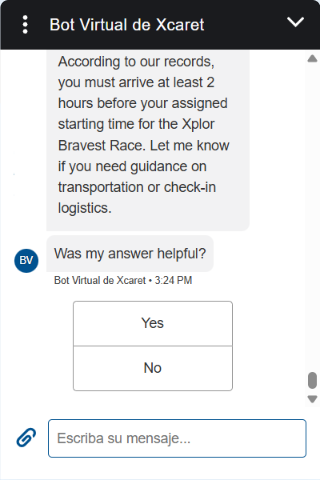 Bot Virtual de Xcaret
According to our records,
you must arrive at least 2
hours before your assigned
starting time for the Xplor
Bravest Race. Let me know
if you need guidance on
transportation or check-in
logistics.
Was my answer helpful?
BV
Bot Virtual de Xcaret • 3:24 PM
Yes
No
Escriba su mensaje...